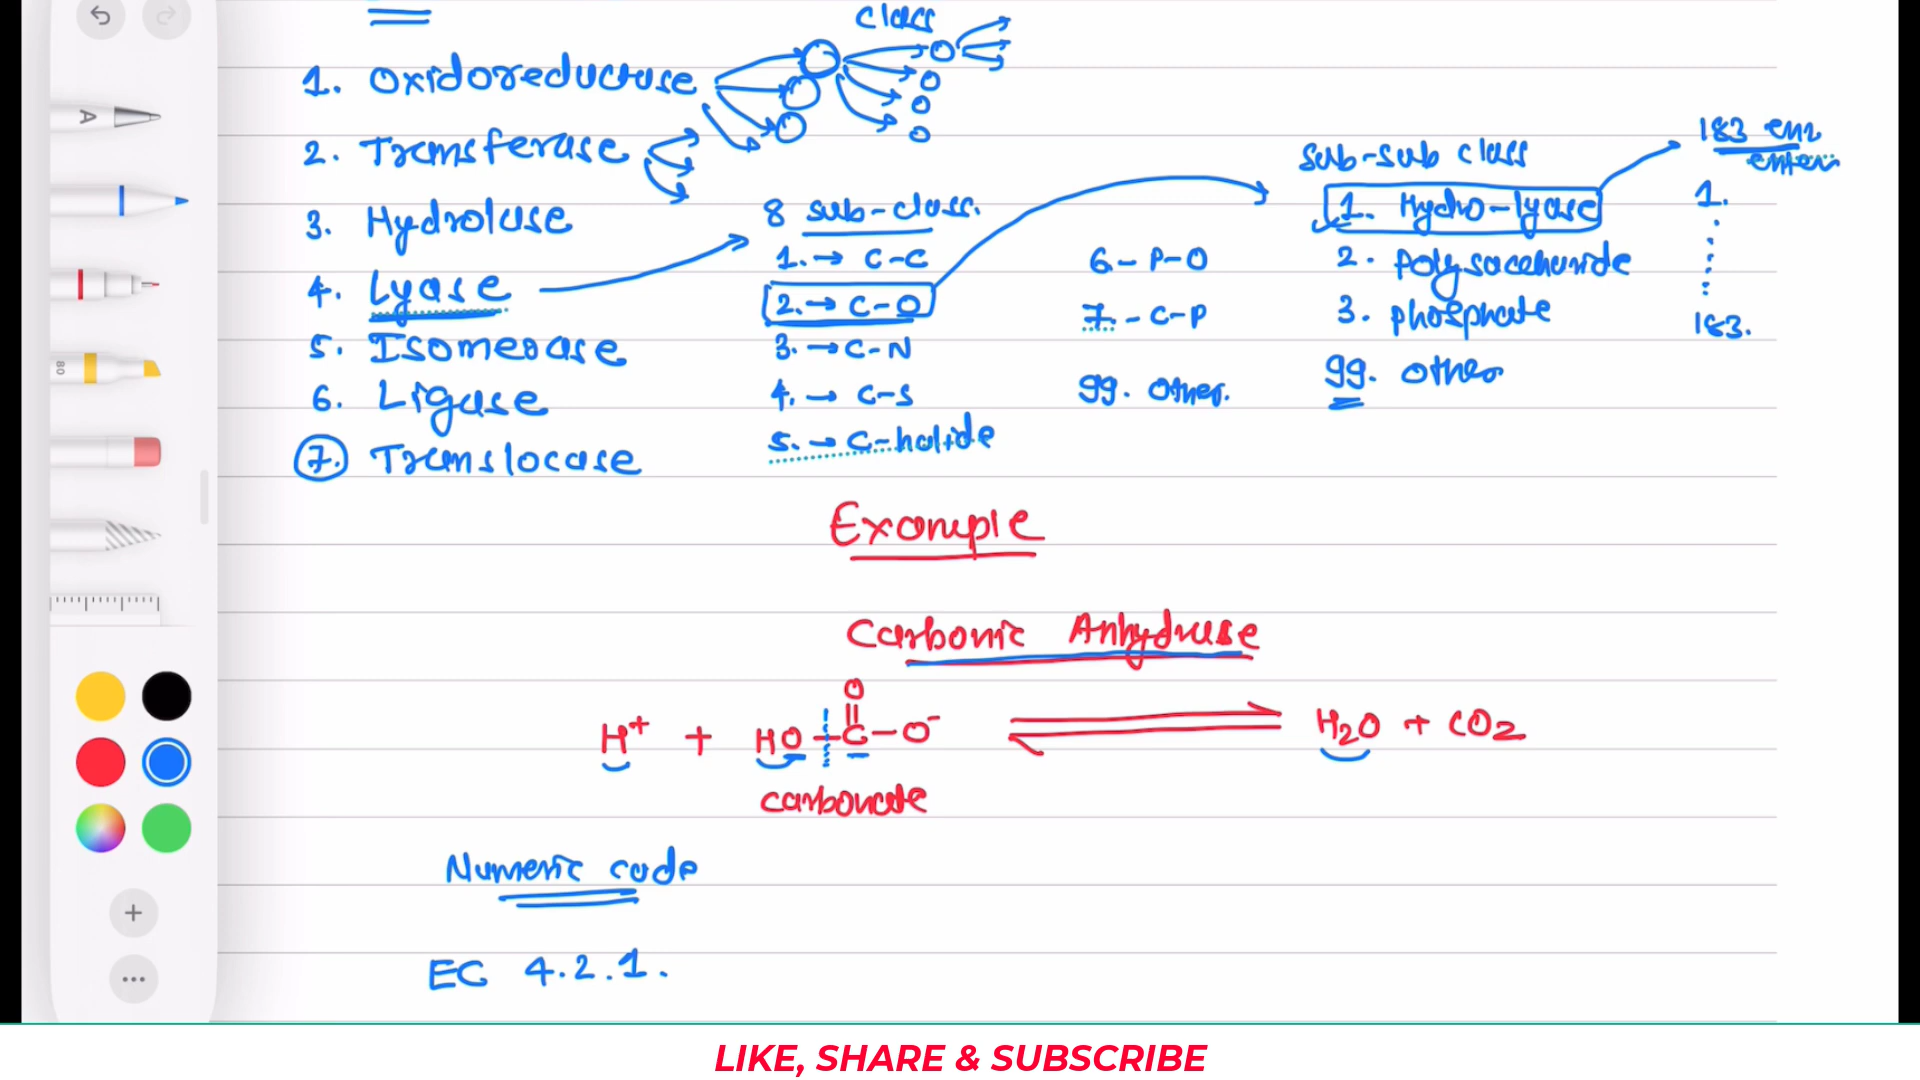 class
1. Oxidoreductase
2. Transferase
3. Hydrolase
4. Lyase
5. Isomerase
6. Ligase
7. Translocase
8 sub-class.
1. → C-C
2. → C-O
3. → C-N
4. → C-S
5. → C-halide
6 - P-O
7. - C-P
99. Other.
sub-sub class
1. Hydro-lyase
2. polysaccharide
3. phosphate
99. other
183 enz
1.
183.
Example
Carbonic Anhydrase
H+ + HO-C-O- ⇌ H2O + CO2
O
carbonate
Numeric code
EC 4.2.1.
80
A
LIKE, SHARE & SUBSCRIBE